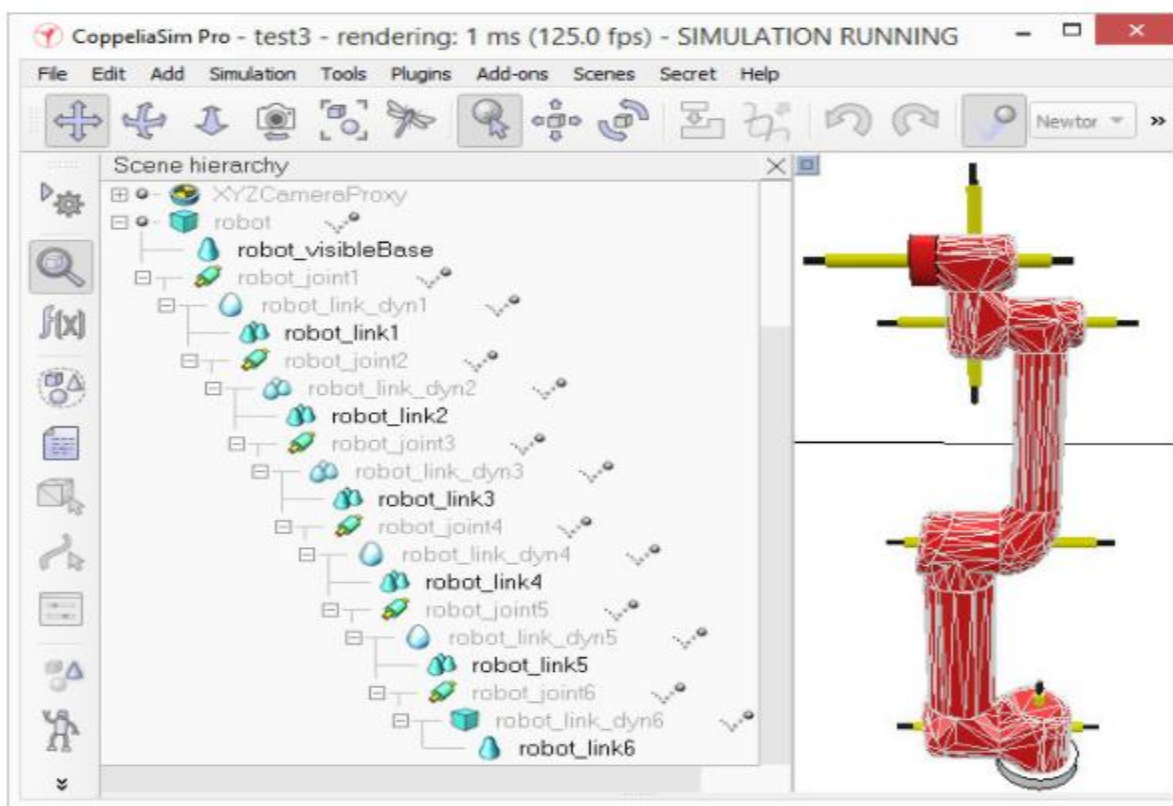 CoppeliaSim Pro - test3 - rendering: 1 ms (125.0 fps) - SIMULATION RUNNING
File Edit Add Simulation Tools Plugins Add-ons Scenes Secret Help
Newtor
Scene hierarchy
XYZCameraProxy
robot
robot_visibleBase
robot_joint1
robot_link_dyn1
robot_link1
robot_joint2
robot_link_dyn2
robot_link2
robot_joint3
robot_link_dyn3
robot_link3
robot_joint4
robot_link_dyn4
robot_link4
robot_joint5
robot_link_dyn5
robot_link5
robot_joint6
robot_link_dyn6
robot_link6
f(x)